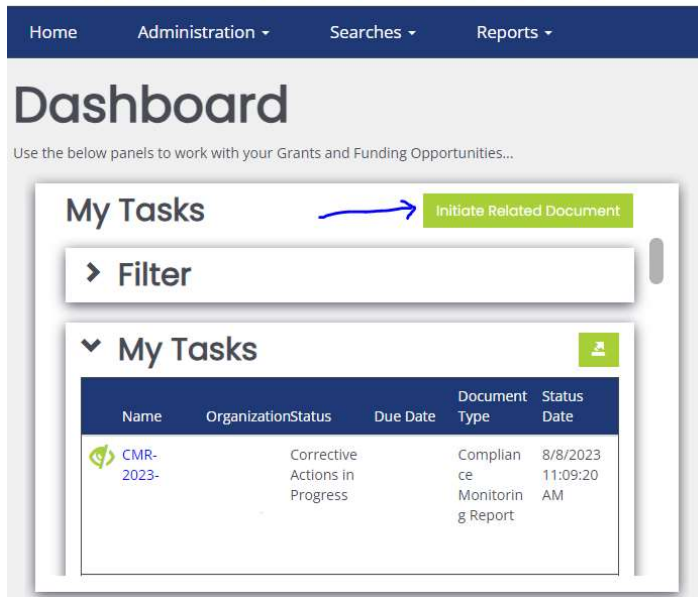 Home Administration Searches Reports
Dashboard
Use the below panels to work with your Grants and Funding Opportunities...
My Tasks Initiate Related Document
Filter
My Tasks
Document Status
Name OrganizationStatus Due Date Type Date
CMR- Corrective Complian 8/8/2023
2023- Actions in ce 11:09:20
Progress Monitorin AM
g Report